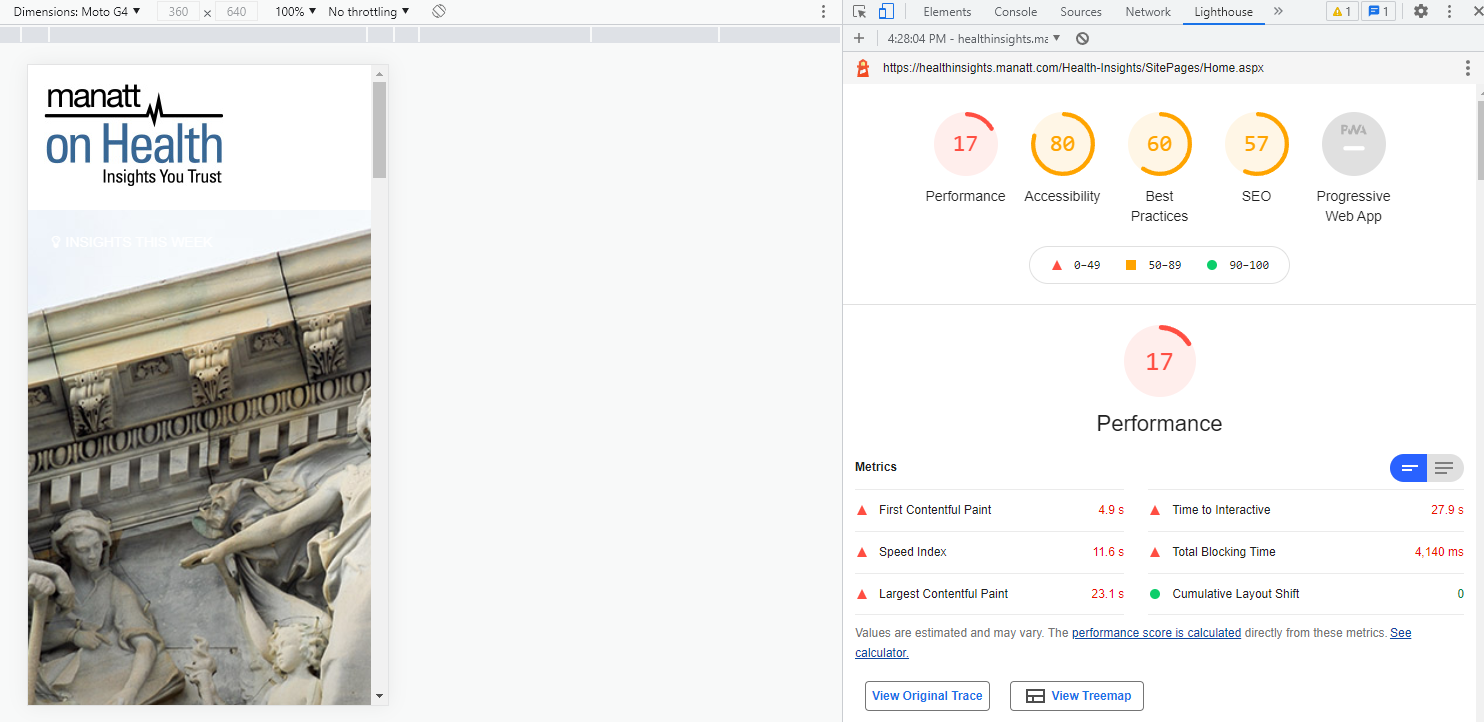 Dimensions: Moto G4 ▼ 360 × 640 100% ▼ No throttling ▼
Elements Console Sources Network Lighthouse » 1 1
4:28:04 PM - healthinsights.ma ▼
https://healthinsights.manatt.com/Health-Insights/SitePages/Home.aspx
manatt
on Health
Insights You Trust
INSIGHTS THIS WEEK
17 80 60 57 PWA
Performance Accessibility Best Practices SEO Progressive Web App
0–49 50–89 90–100
17
Performance
Metrics
First Contentful Paint 4.9 s Time to Interactive 27.9 s
Speed Index 11.6 s Total Blocking Time 4,140 ms
Largest Contentful Paint 23.1 s Cumulative Layout Shift 0
Values are estimated and may vary. The performance score is calculated directly from these metrics. See
calculator.
View Original Trace View Treemap